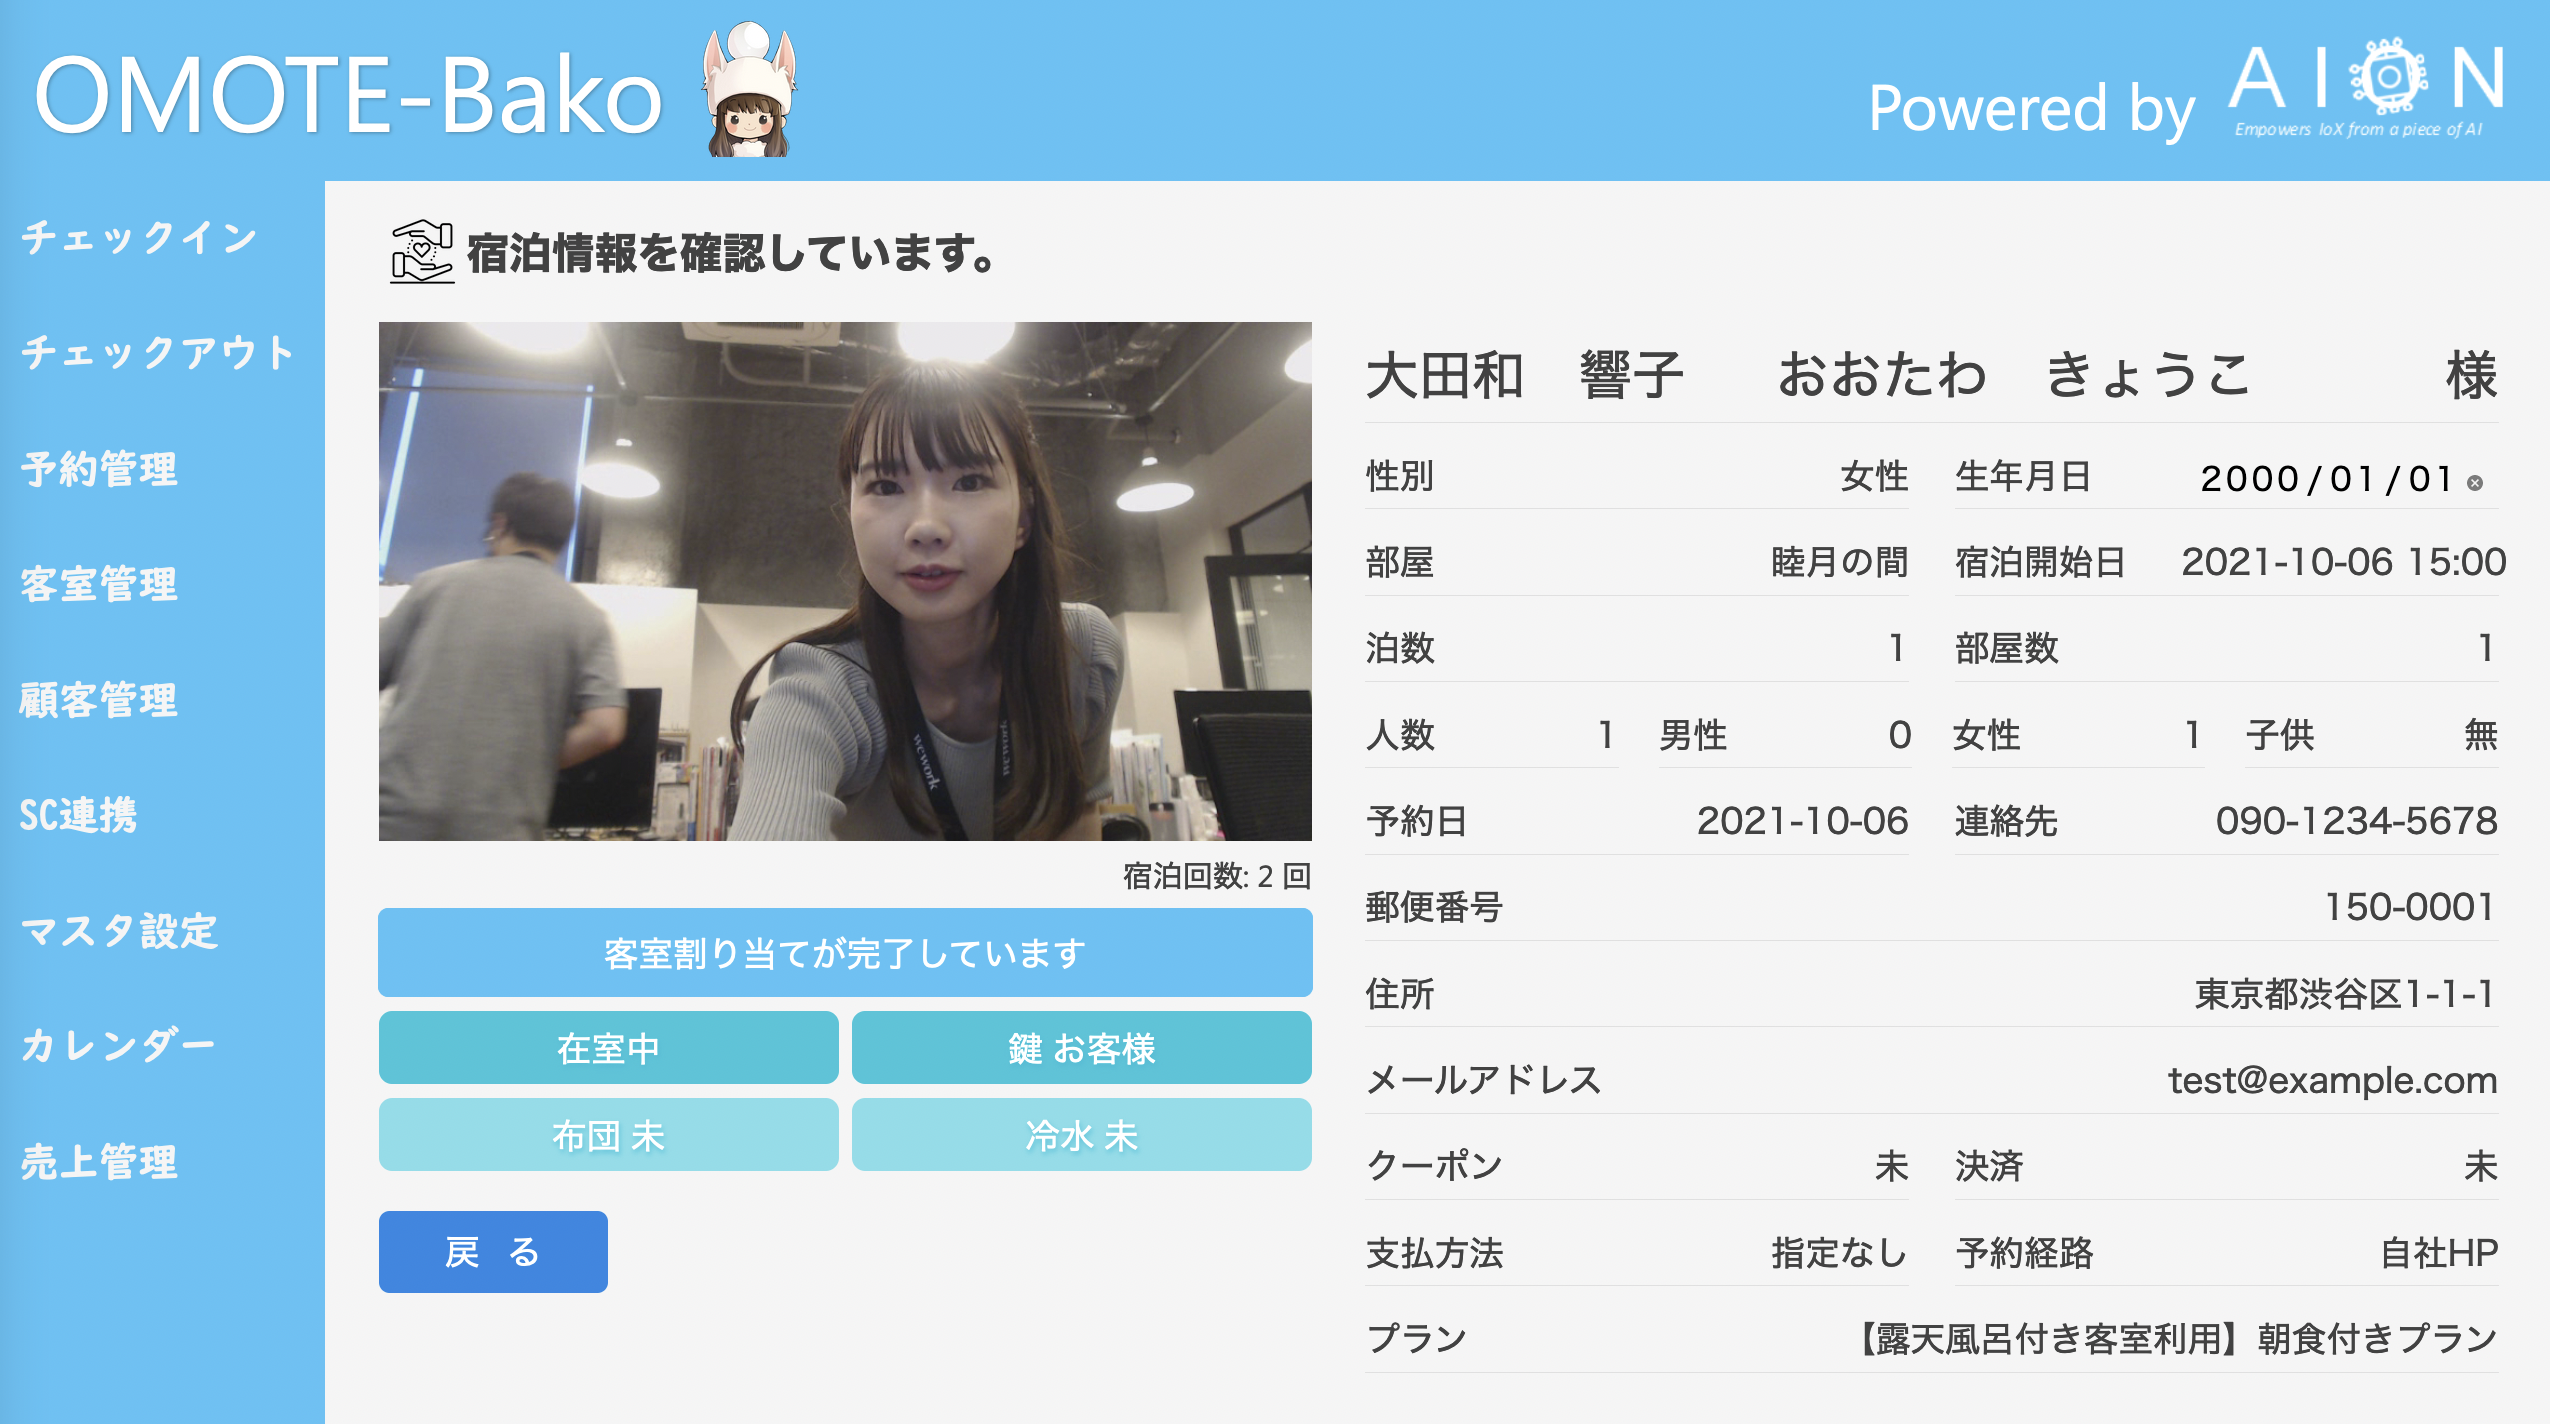 OMOTE-Bako
Powered by AION
Empowers IoX from a piece of AI
チェックイン
チェックアウト
予約管理
客室管理
顧客管理
SC連携
マスタ設定
カレンダー
売上管理
宿泊情報を確認しています。
wework
wework
宿泊回数: 2 回
客室割り当てが完了しています
在室中 鍵 お客様
布団 未 冷水 未
戻 る
大田和 響子 おおたわ きょうこ 様
性別 女性 生年月日 2000/01/01
部屋 睦月の間 宿泊開始日 2021-10-06 15:00
泊数 1 部屋数 1
人数 1 男性 0 女性 1 子供 無
予約日 2021-10-06 連絡先 090-1234-5678
郵便番号 150-0001
住所 東京都渋谷区1-1-1
メールアドレス test@example.com
クーポン 未 決済 未
支払方法 指定なし 予約経路 自社HP
プラン 【露天風呂付き客室利用】朝食付きプラン